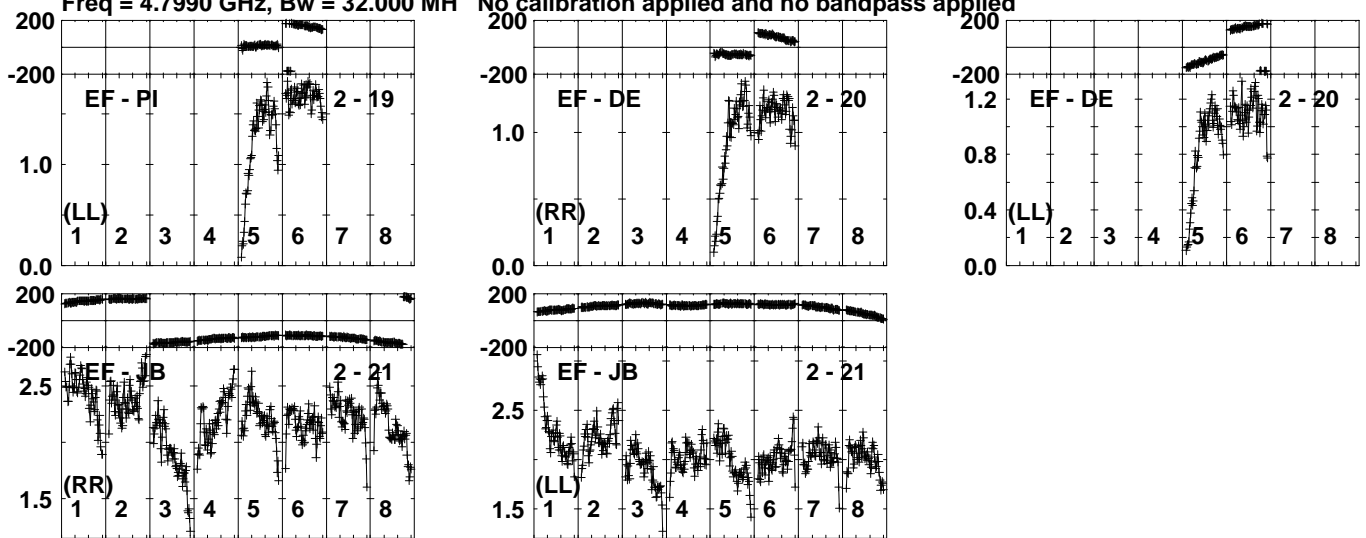 Freq = 4.7990 GHz, Bw = 32.000 MH No calibration applied and no bandpass applied
200
-200
EF - PI 2 - 19
1.0
(LL)
1 2 3 4 5 6 7 8
0.0
200
-200
EF - DE 2 - 20
1.0
(RR)
1 2 3 4 5 6 7 8
0.0
200
-200
1.2 EF - DE 2 - 20
0.8
0.4
(LL)
1 2 3 4 5 6 7 8
0.0
200
-200
EF - JB 2 - 21
2.5
(RR)
1.5
1 2 3 4 5 6 7 8
200
-200
EF - JB 2 - 21
2.5
(LL)
1.5
1 2 3 4 5 6 7 8